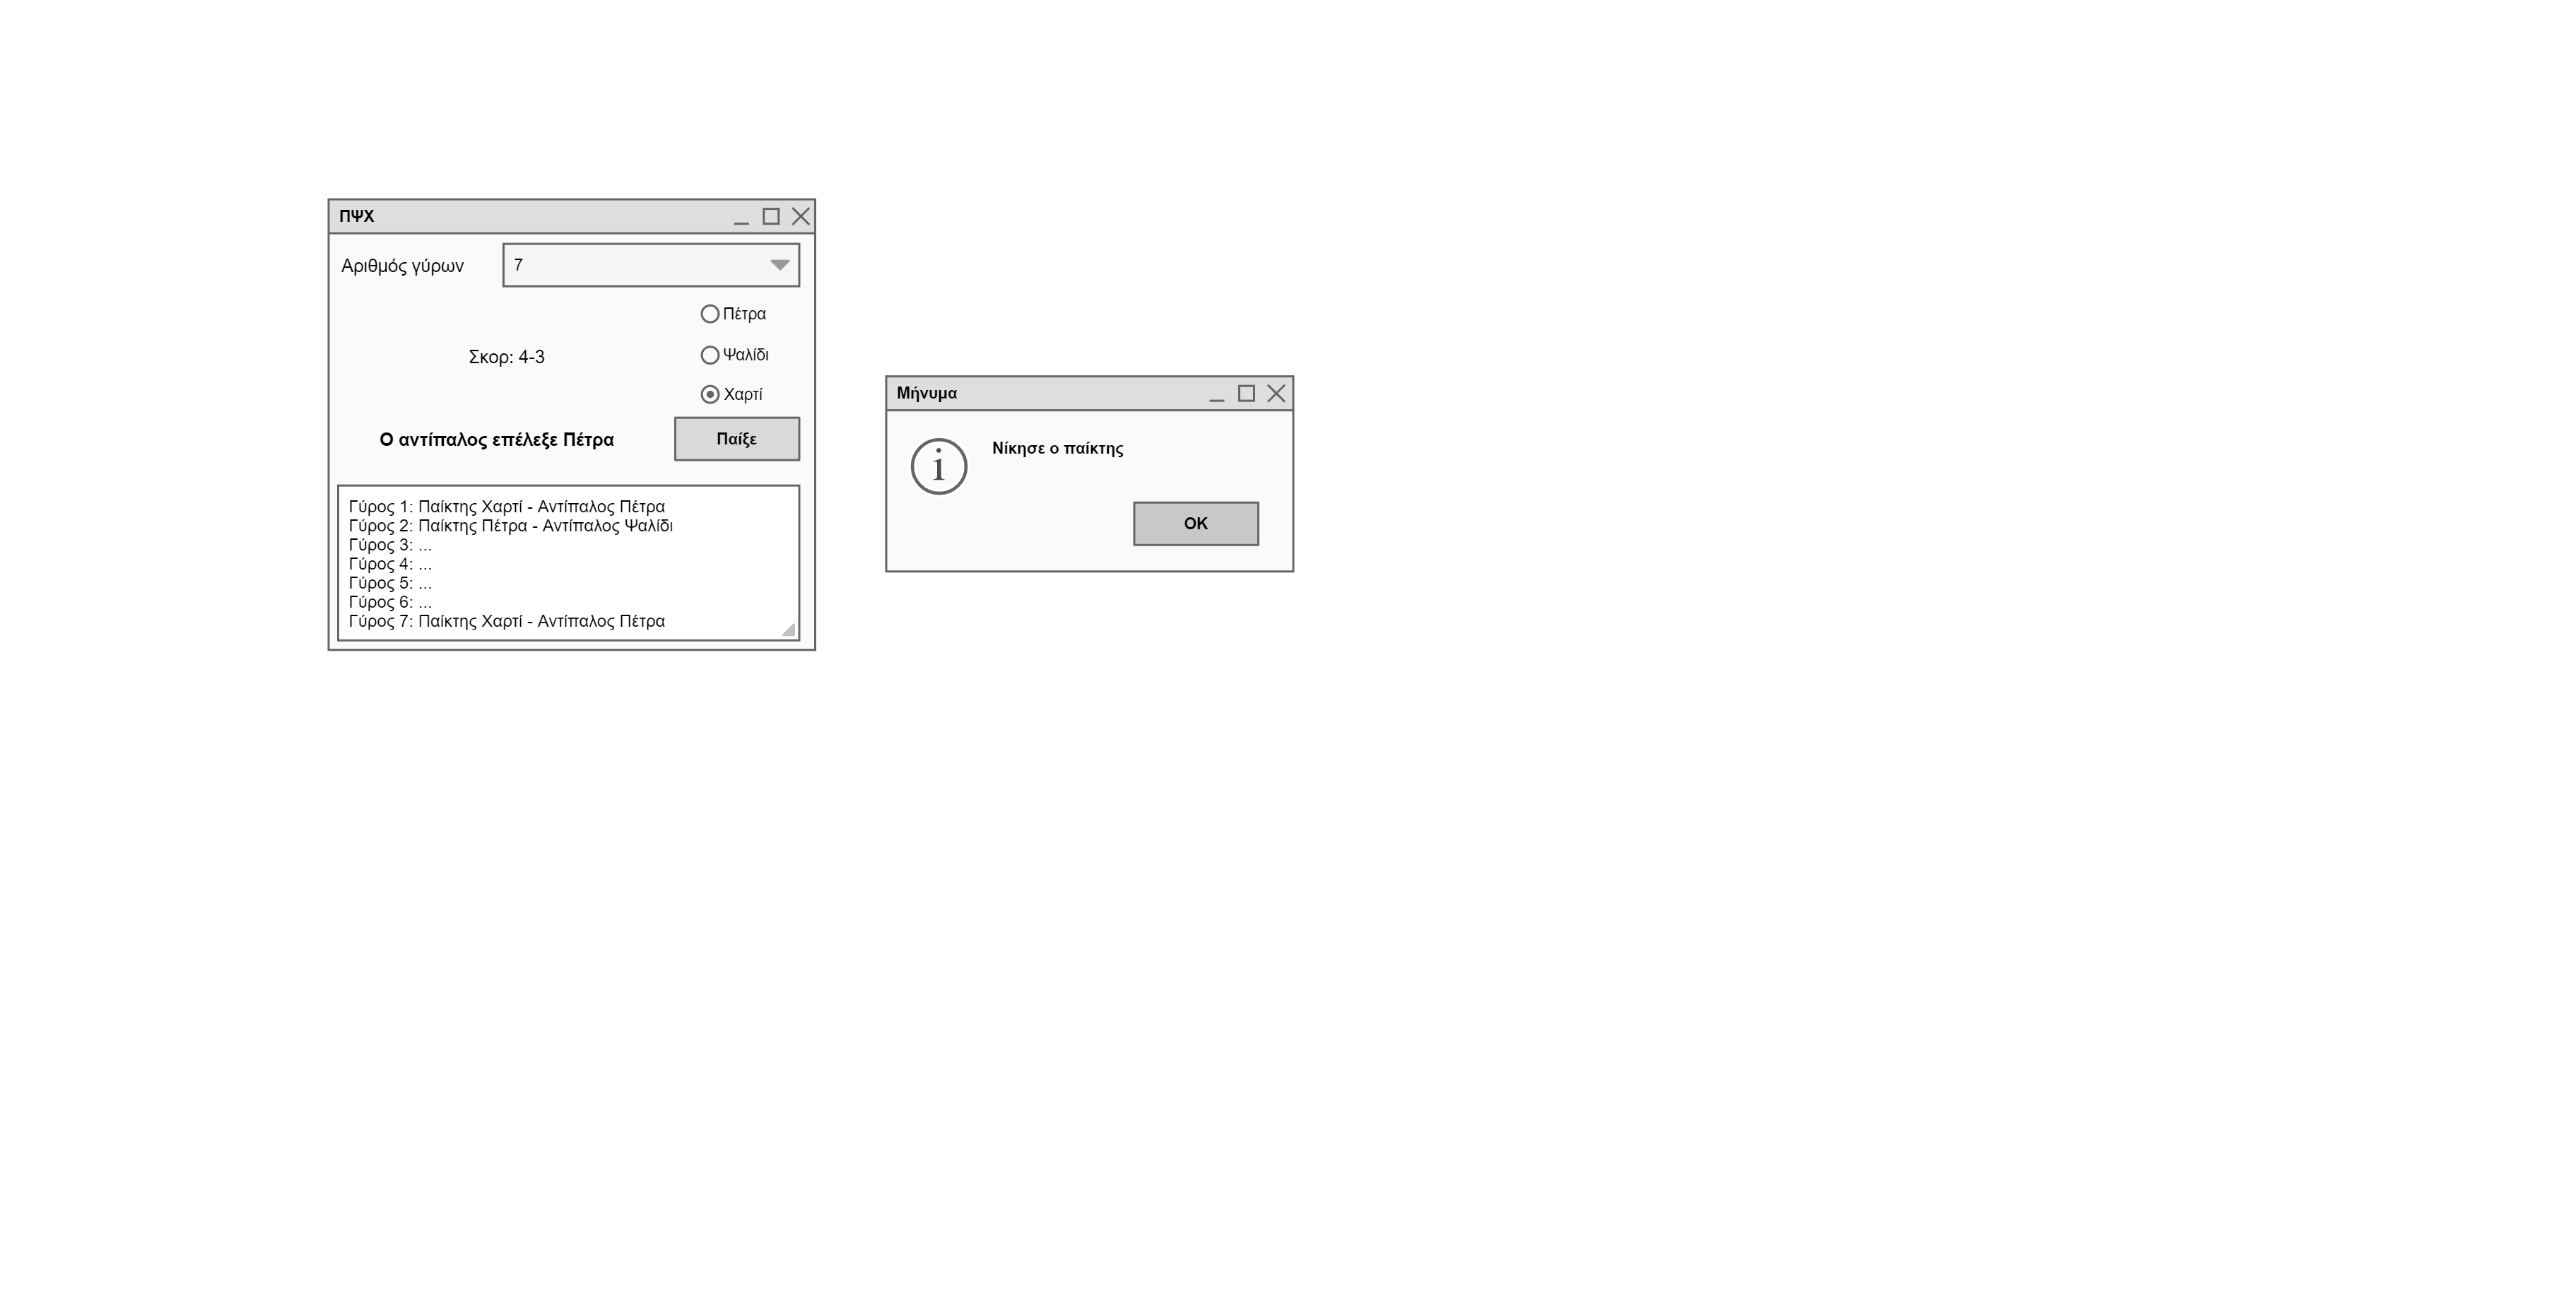 ΠΨΧ
Αριθμός γύρων
7
Πέτρα
Ψαλίδι
Σκορ: 4-3
Χαρτί
Ο αντίπαλος επέλεξε Πέτρα
Παίξε
Γύρος 1: Παίκτης Χαρτί - Αντίπαλος Πέτρα
Γύρος 2: Παίκτης Πέτρα - Αντίπαλος Ψαλίδι
Γύρος 3: ...
Γύρος 4: ...
Γύρος 5: ...
Γύρος 6: ...
Γύρος 7: Παίκτης Χαρτί - Αντίπαλος Πέτρα
Μήνυμα
Νίκησε ο παίκτης
OK